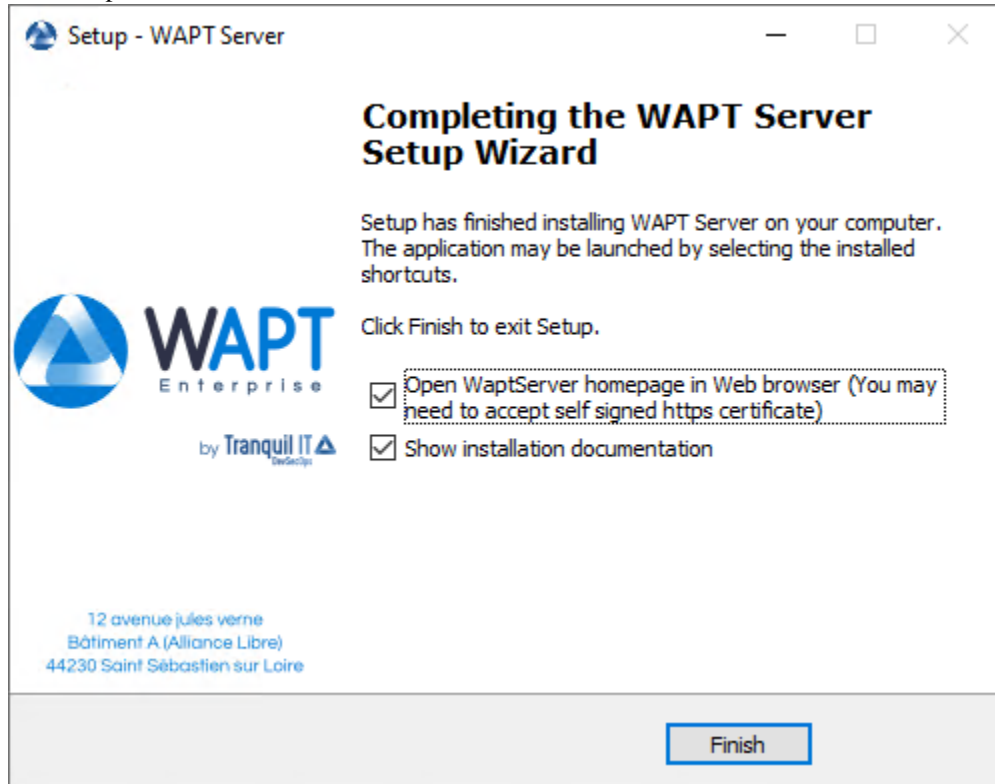 Setup - WAPT Server
Completing the WAPT Server
Setup Wizard
Setup has finished installing WAPT Server on your computer.
The application may be launched by selecting the installed
shortcuts.
Click Finish to exit Setup.
WAPT
Enterprise
Open WaptServer homepage in Web browser (You may
need to accept self signed https certificate)
by Tranquil IT
DevSecOps
Show installation documentation
12 avenue jules verne
Bâtiment A (Alliance Libre)
44230 Saint Sébastien sur Loire
Finish